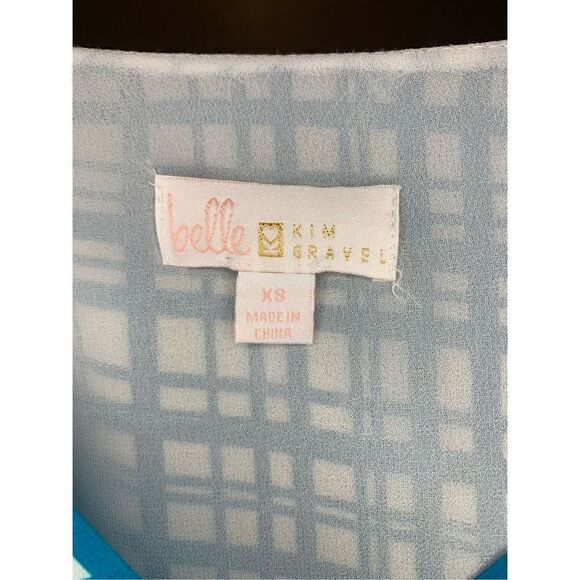 belle KIM
GRAVEL
XS
MADE IN
CHINA